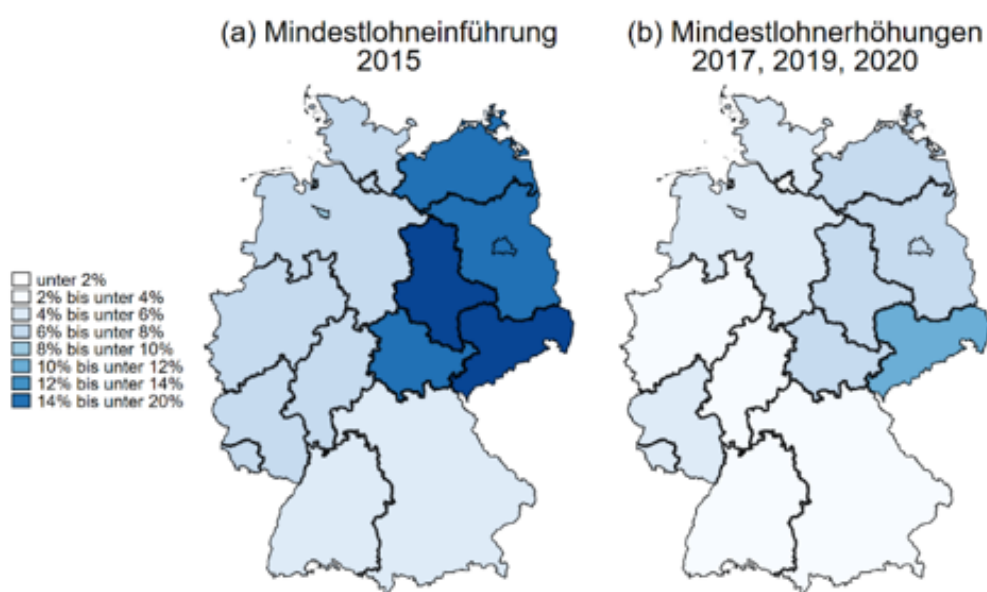 (a) Mindestlohneinführung
2015
(b) Mindestlohnerhöhungen
2017, 2019, 2020
unter 2%
2% bis unter 4%
4% bis unter 6%
6% bis unter 8%
8% bis unter 10%
10% bis unter 12%
12% bis unter 14%
14% bis unter 20%